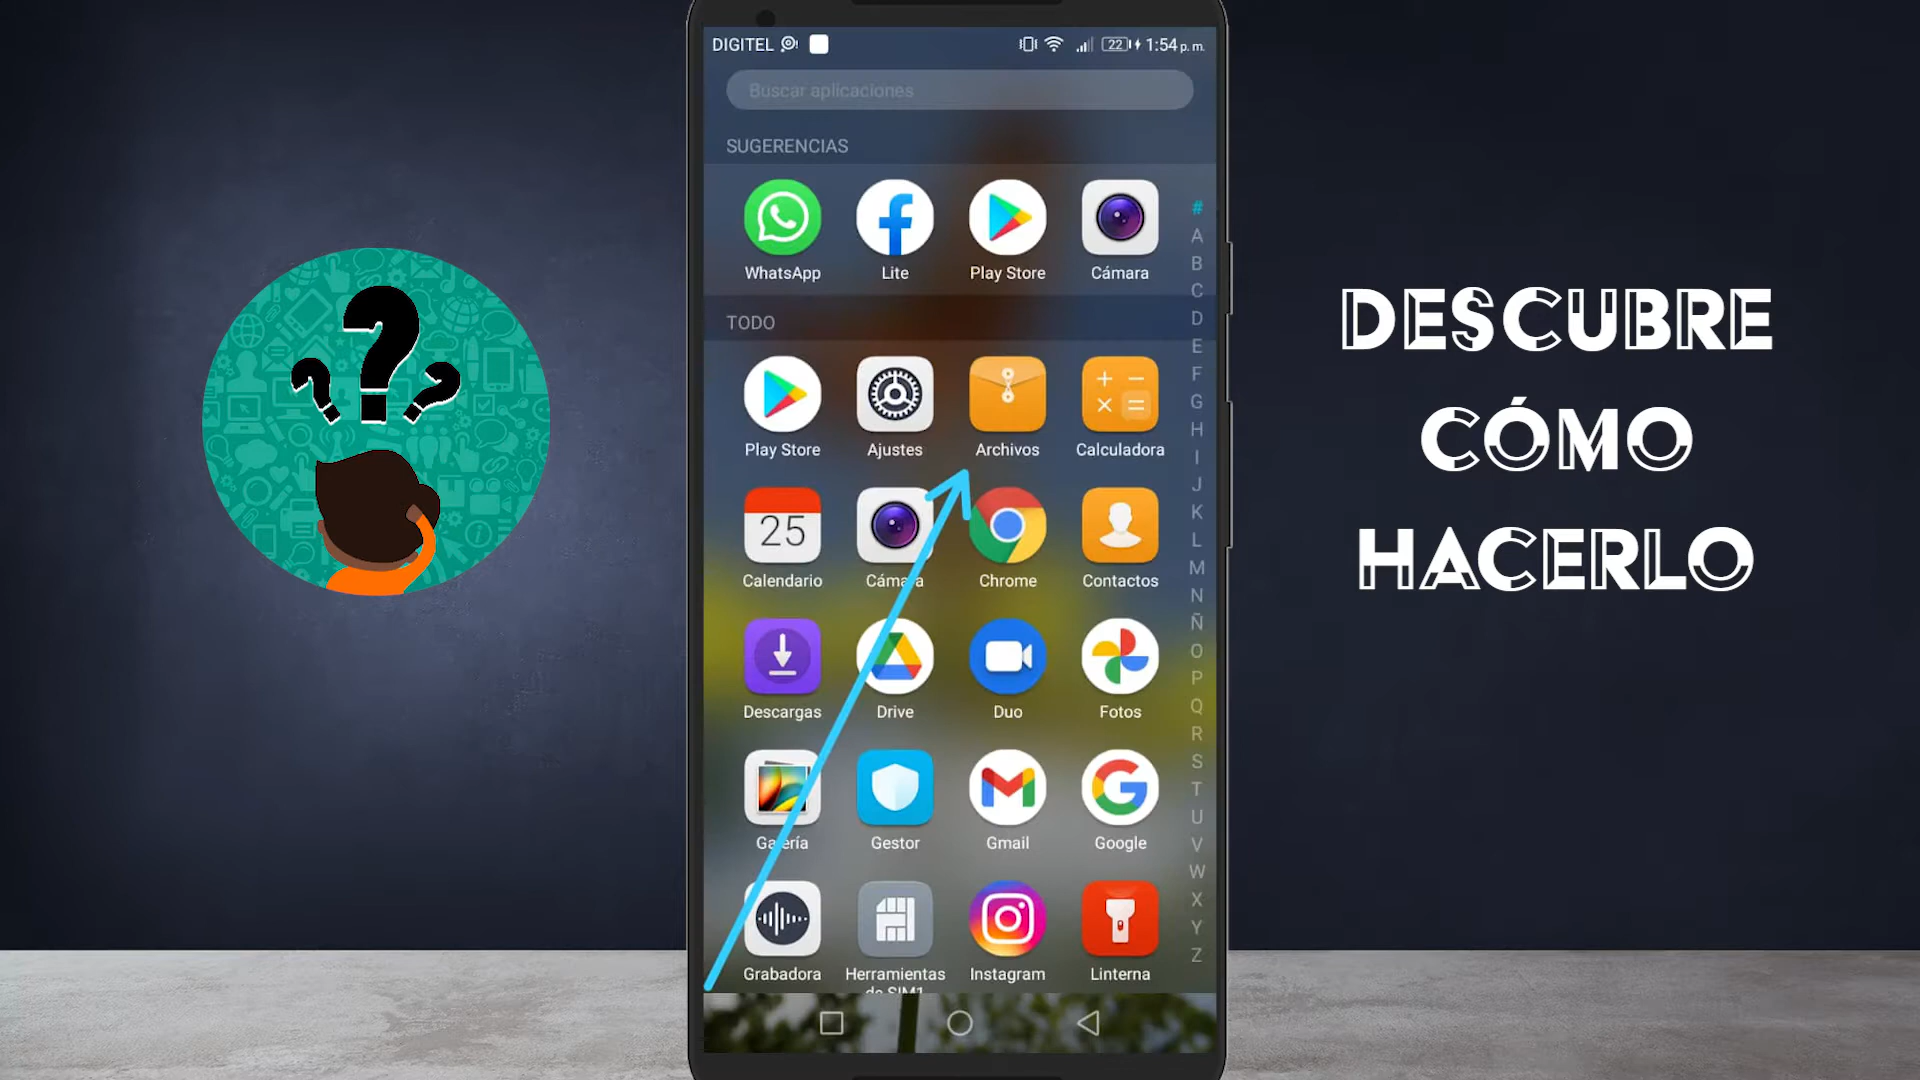 DIGITEL 22 1:54 p. m.
Buscar aplicaciones
SUGERENCIAS
WhatsApp Lite Play Store Cámara
TODO
Play Store Ajustes Archivos Calculadora
25
Calendario Cámara Chrome Contactos
Descargas Drive Duo Fotos
Galería Gestor Gmail Google
Grabadora Herramientas Instagram Linterna
de SIM1
#
A
B
C
D
E
F
G
H
I
J
K
L
M
N
Ñ
O
P
Q
R
S
T
U
V
W
X
Y
Z
DESCUBRE
CÓMO
HACERLO